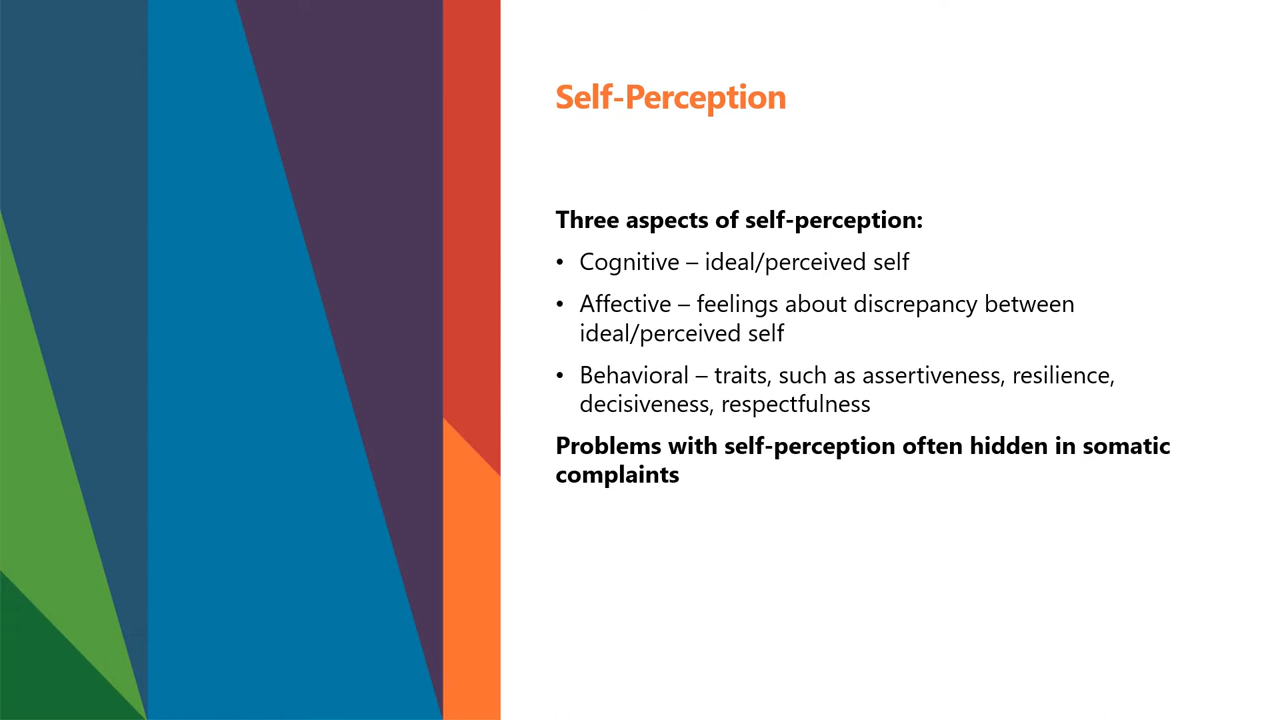 Self-Perception
Three aspects of self-perception:
• Cognitive – ideal/perceived self
• Affective – feelings about discrepancy between
ideal/perceived self
• Behavioral – traits, such as assertiveness, resilience,
decisiveness, respectfulness
Problems with self-perception often hidden in somatic
complaints